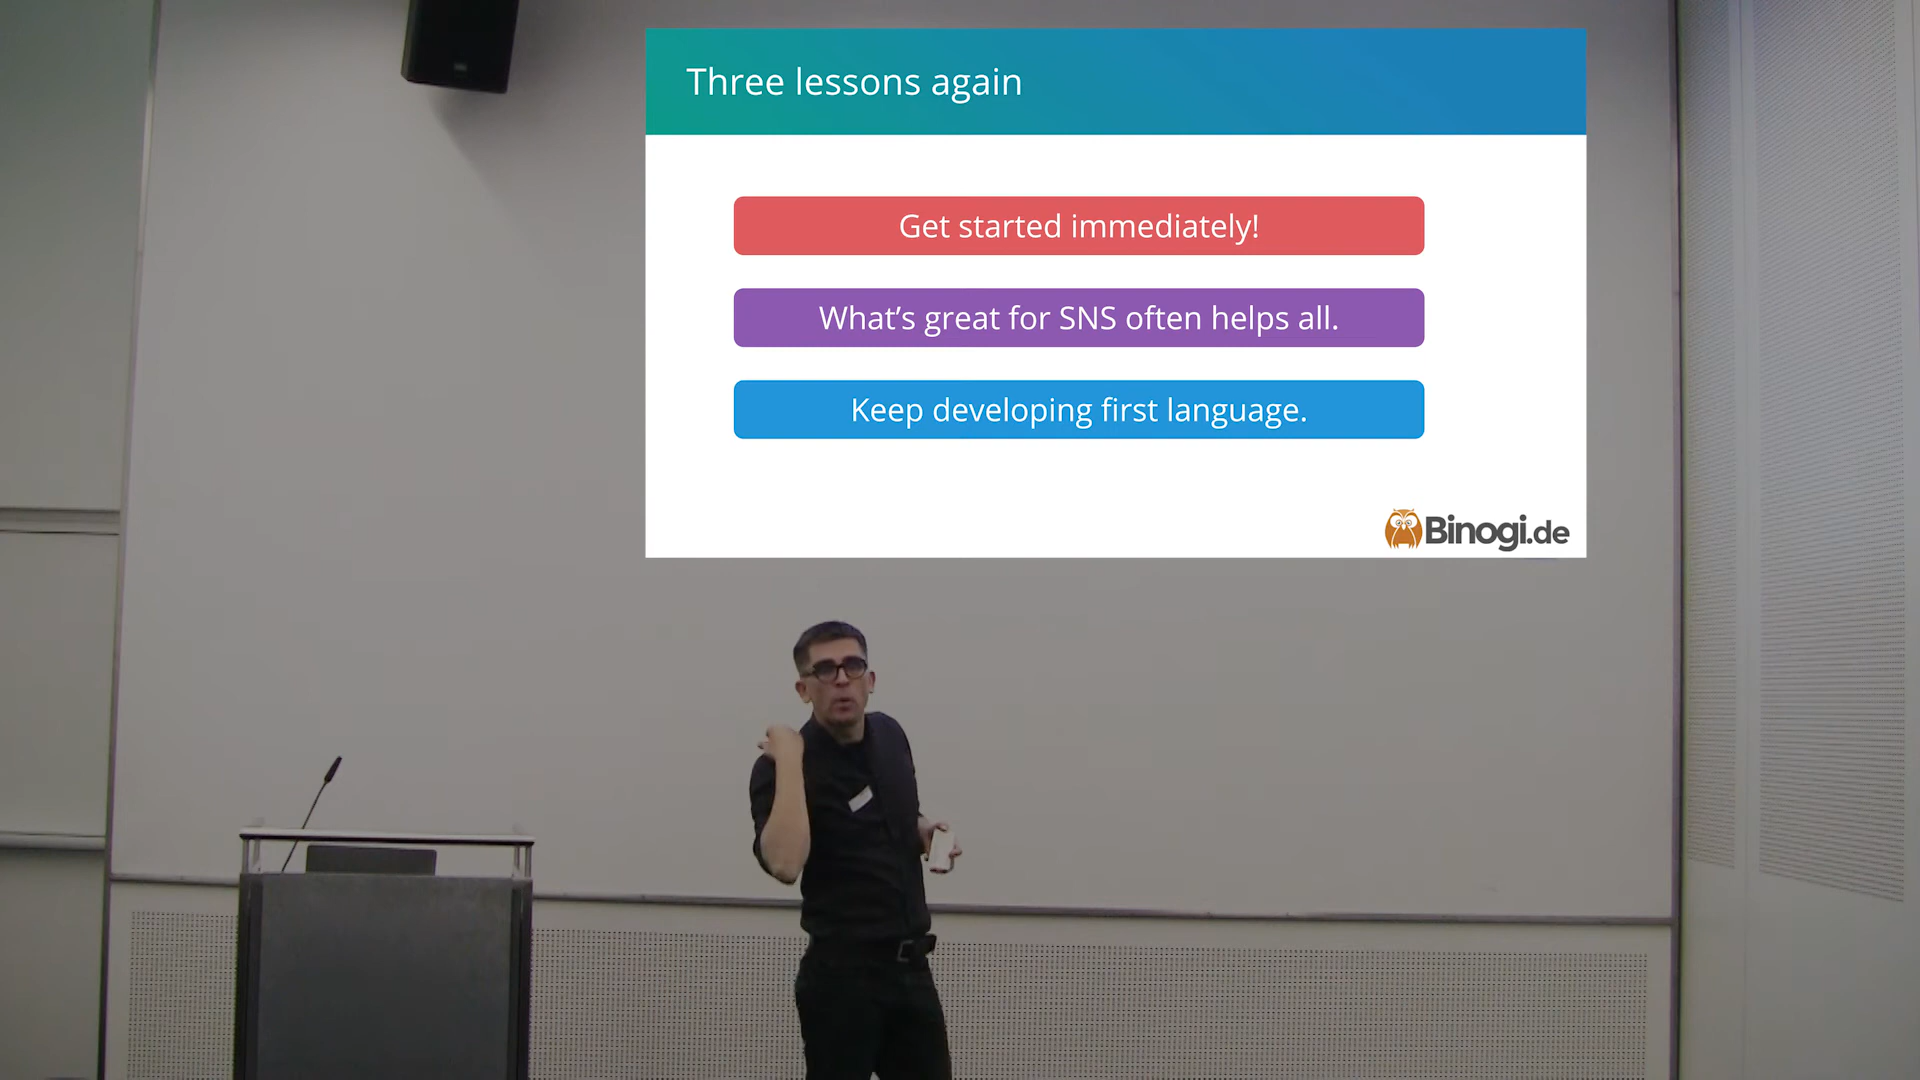 Three lessons again
Get started immediately!
What's great for SNS often helps all.
Keep developing first language.
Binogi.de